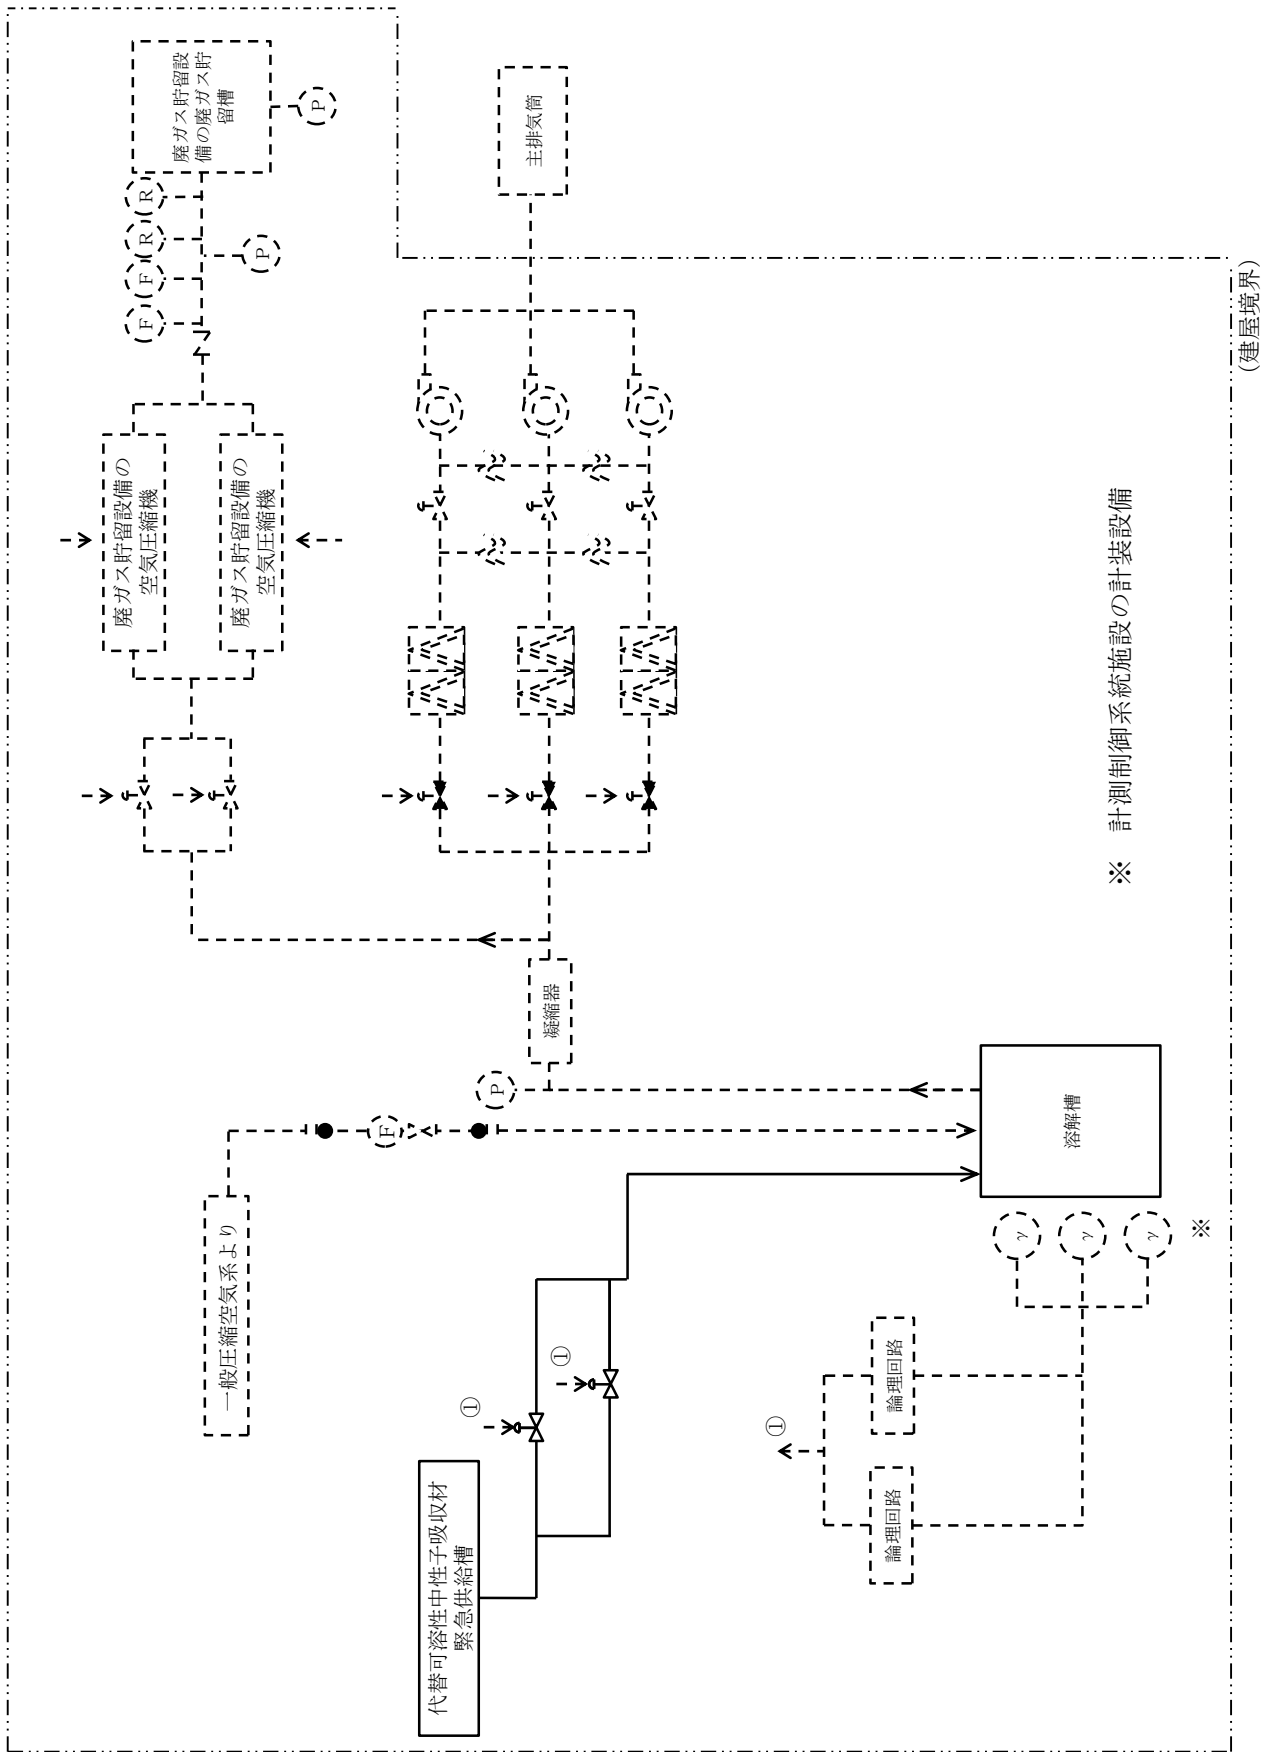 廃ガス貯留設
備の廃ガス貯
留槽
P
R
R
F
F
P
主排気筒
廃ガス貯留設備の
空気圧縮機
廃ガス貯留設備の
空気圧縮機
凝縮器
P
F
一般圧縮空気系より
溶解槽
γ
γ
γ
※
①
①
代替可溶性中性子吸収材
緊急供給槽
①
論理回路
論理回路
※ 計測制御系統施設の計装設備
(建屋境界)